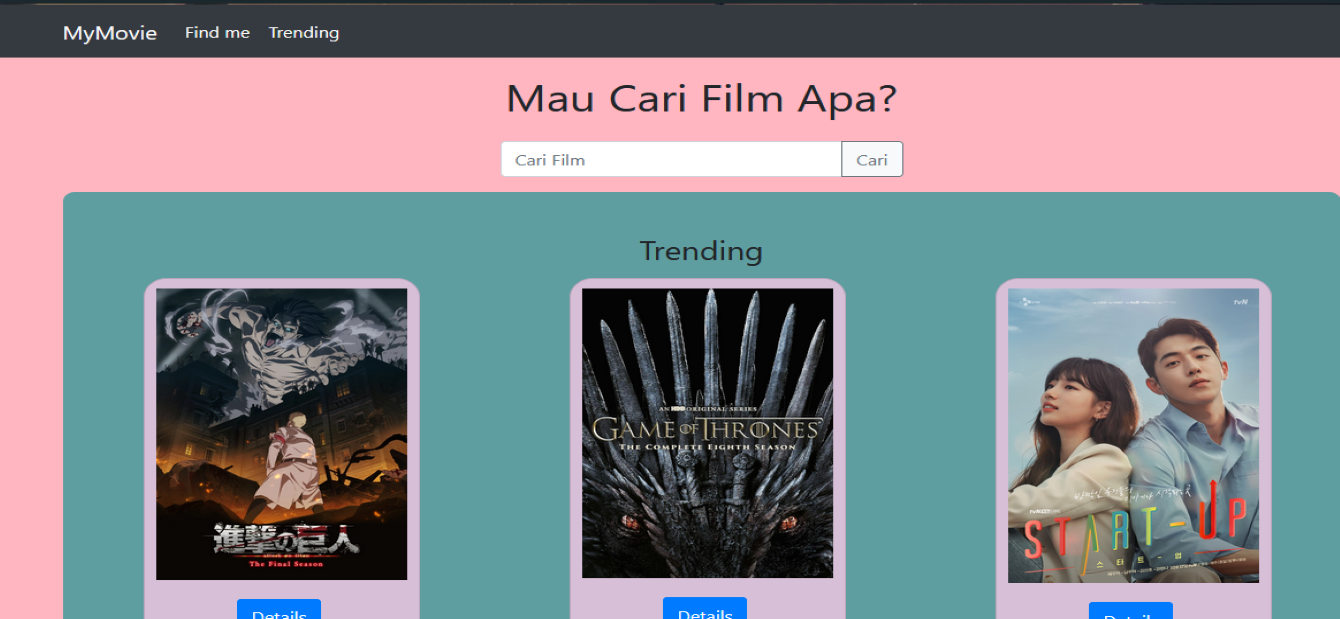 MyMovie Find me Trending
Mau Cari Film Apa?
Cari Film Cari
Trending
進撃の巨人
attack on titan
The Final Season
AN HBO ORIGINAL SERIES
GAME OF THRONES
THE COMPLETE EIGHTH SEASON
tvN
START-UP
스타트-업
Details
Details
Details